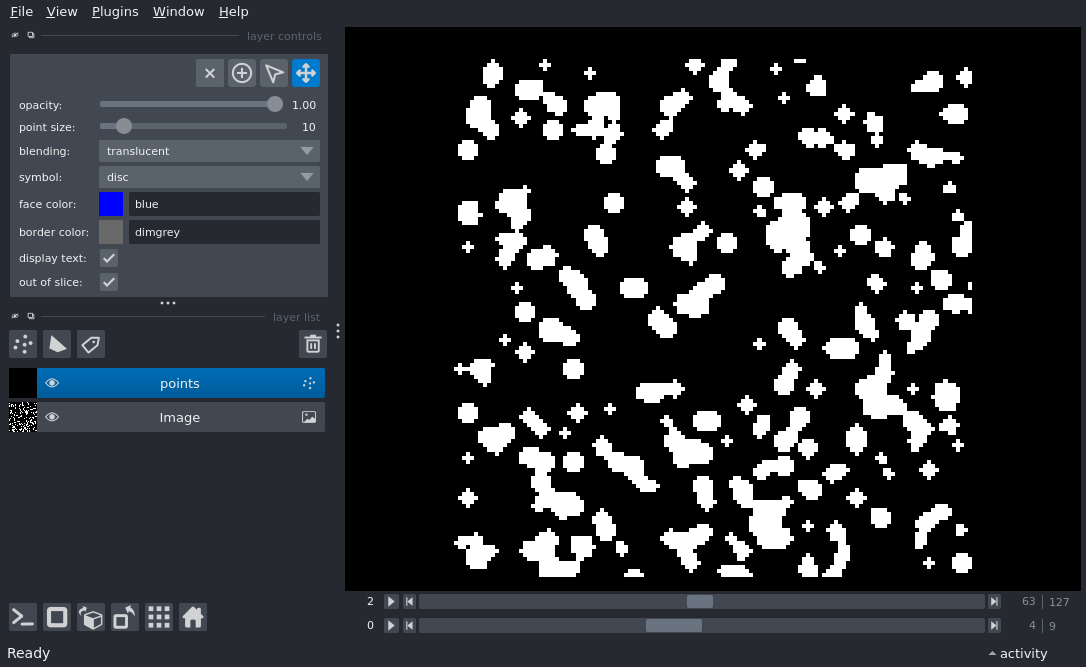 File View Plugins Window Help
layer controls
opacity: 1.00
point size: 10
blending: translucent
symbol: disc
face color: blue
border color: dimgrey
display text:
out of slice:
layer list
points
Image
2 63 127
0 4 9
Ready activity